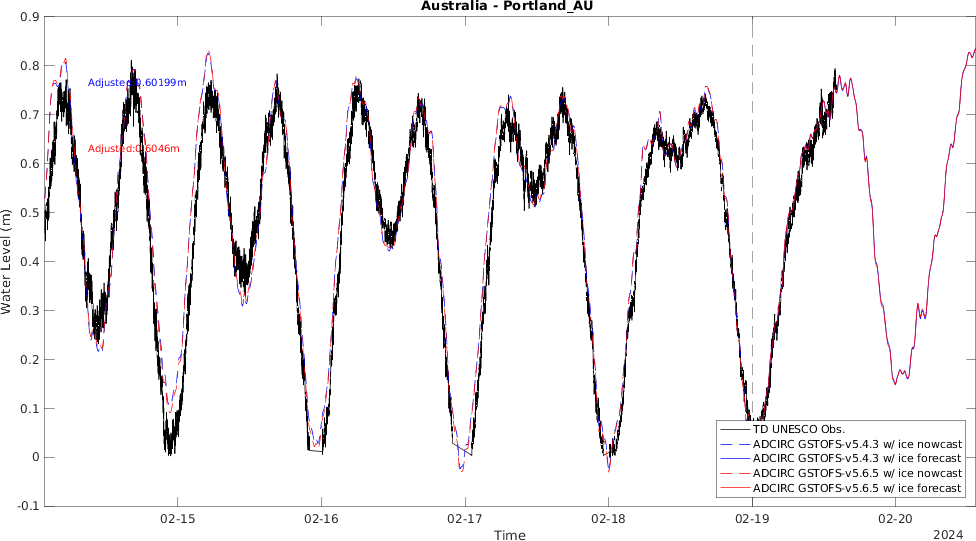 Australia - Portland_AU
0.9
0.8
0.7
0.6
0.5
0.4
0.3
0.2
0.1
0
-0.1
Water Level (m)
Adjusted:0.60199m
Adjusted:0.6046m
TD UNESCO Obs.
ADCIRC GSTOFS-v5.4.3 w/ ice nowcast
ADCIRC GSTOFS-v5.4.3 w/ ice forecast
ADCIRC GSTOFS-v5.6.5 w/ ice nowcast
ADCIRC GSTOFS-v5.6.5 w/ ice forecast
02-15 02-16 02-17 02-18 02-19 02-20
Time
2024